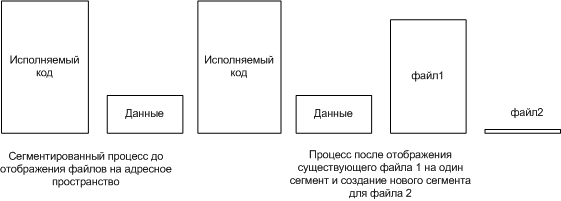 Исполняемый
код
Данные
Исполняемый
код
Данные
файл1
файл2
Сегментированный процесс до
отображения файлов на адресное
пространство
Процесс после отображения
существующего файла 1 на один
сегмент и создание нового сегмента
для файла 2